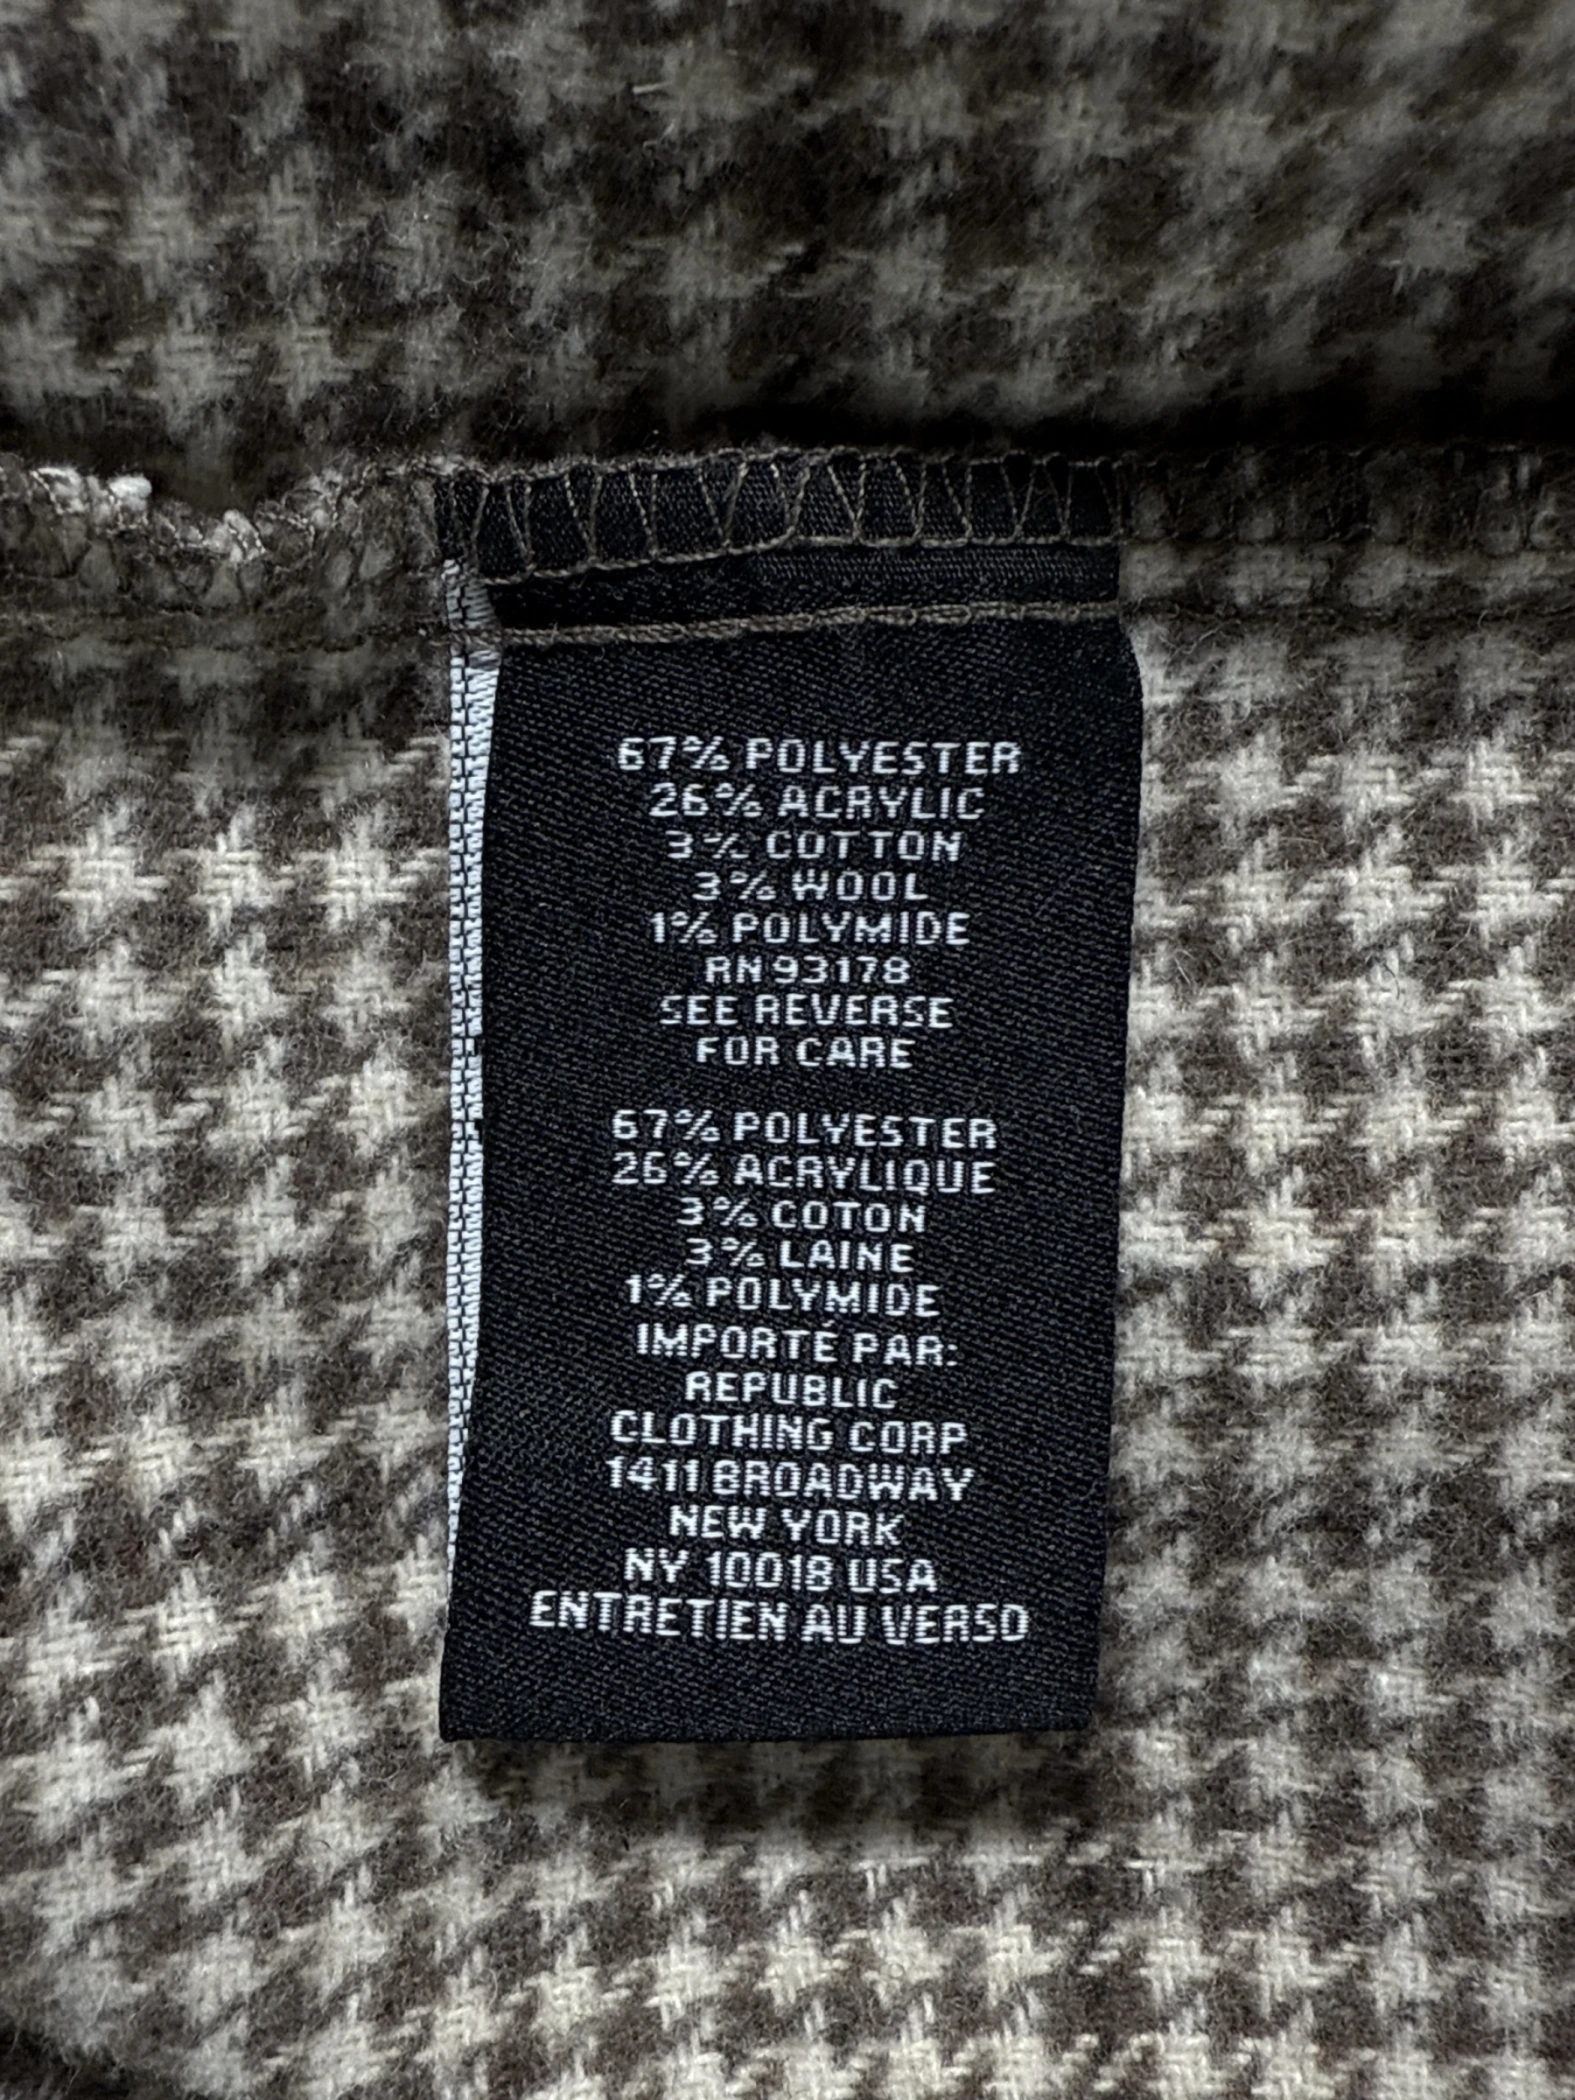 67% POLYESTER
26% ACRYLIC
3% COTTON
3% WOOL
1% POLYMIDE
RN 93178
SEE REVERSE
FOR CARE
67% POLYESTER
26% ACRYLIQUE
3% COTON
3% LAINE
1% POLYMIDE
IMPORTÉ PAR:
REPUBLIC
CLOTHING CORP
1411 BROADWAY
NEW YORK
NY 10018 USA
ENTRETIEN AU VERSO